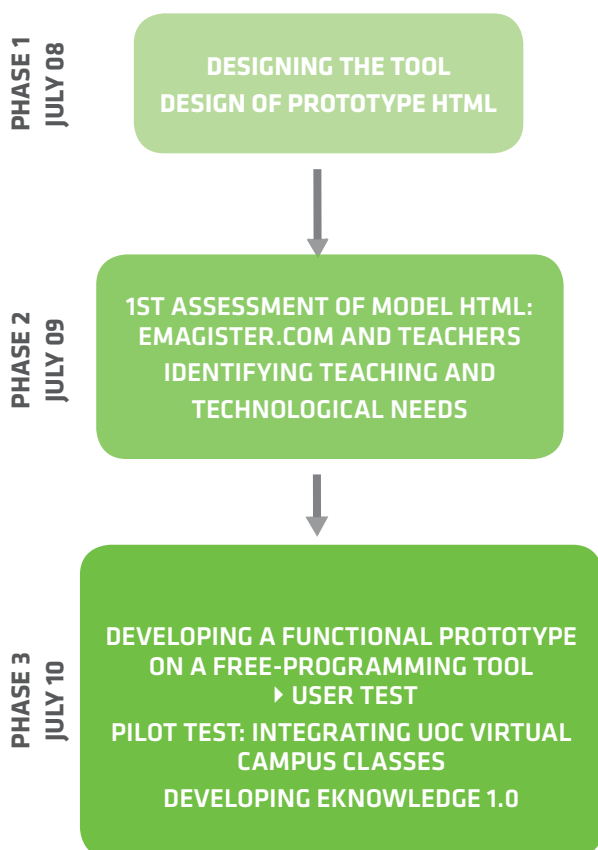 PHASE 1
JULY 08
DESIGNING THE TOOL
DESIGN OF PROTOTYPE HTML
PHASE 2
JULY 09
1ST ASSESSMENT OF MODEL HTML:
EMAGISTER.COM AND TEACHERS
IDENTIFYING TEACHING AND
TECHNOLOGICAL NEEDS
PHASE 3
JULY 10
DEVELOPING A FUNCTIONAL PROTOTYPE
ON A FREE-PROGRAMMING TOOL
USER TEST
PILOT TEST: INTEGRATING UOC VIRTUAL
CAMPUS CLASSES
DEVELOPING EKNOWLEDGE 1.0